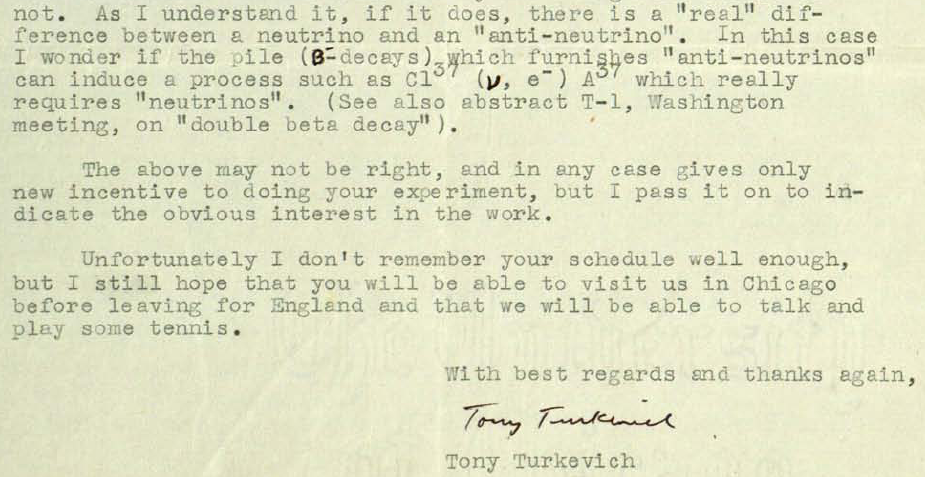 not.  As I understand it, if it does, there is a "real" dif-
ference between a neutrino and an "anti-neutrino".  In this case
I wonder if the pile (β⁻-decays) which furnishes "anti-neutrinos"
can induce a process such as Cl³⁷ (ν, e⁻) A³⁷ which really
requires "neutrinos".  (See also abstract T-1, Washington
meeting, on "double beta decay").
The above may not be right, and in any case gives only
new incentive to doing your experiment, but I pass it on to in-
dicate the obvious interest in the work.
Unfortunately I don't remember your schedule well enough,
but I still hope that you will be able to visit us in Chicago
before leaving for England and that we will be able to talk and
play some tennis.
With best regards and thanks again,
Tony Turkevich
Tony Turkevich